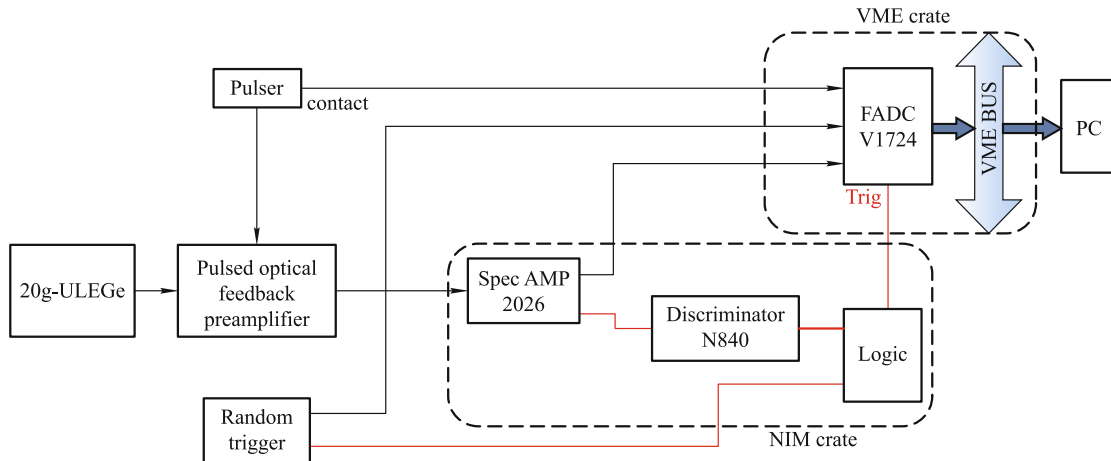 VME crate
Pulser
contact
FADC
V1724
VME BUS
PC
Trig
20g-ULEGe
Pulsed optical
feedback
preamplifier
Spec AMP
2026
Discriminator
N840
Logic
Random
trigger
NIM crate